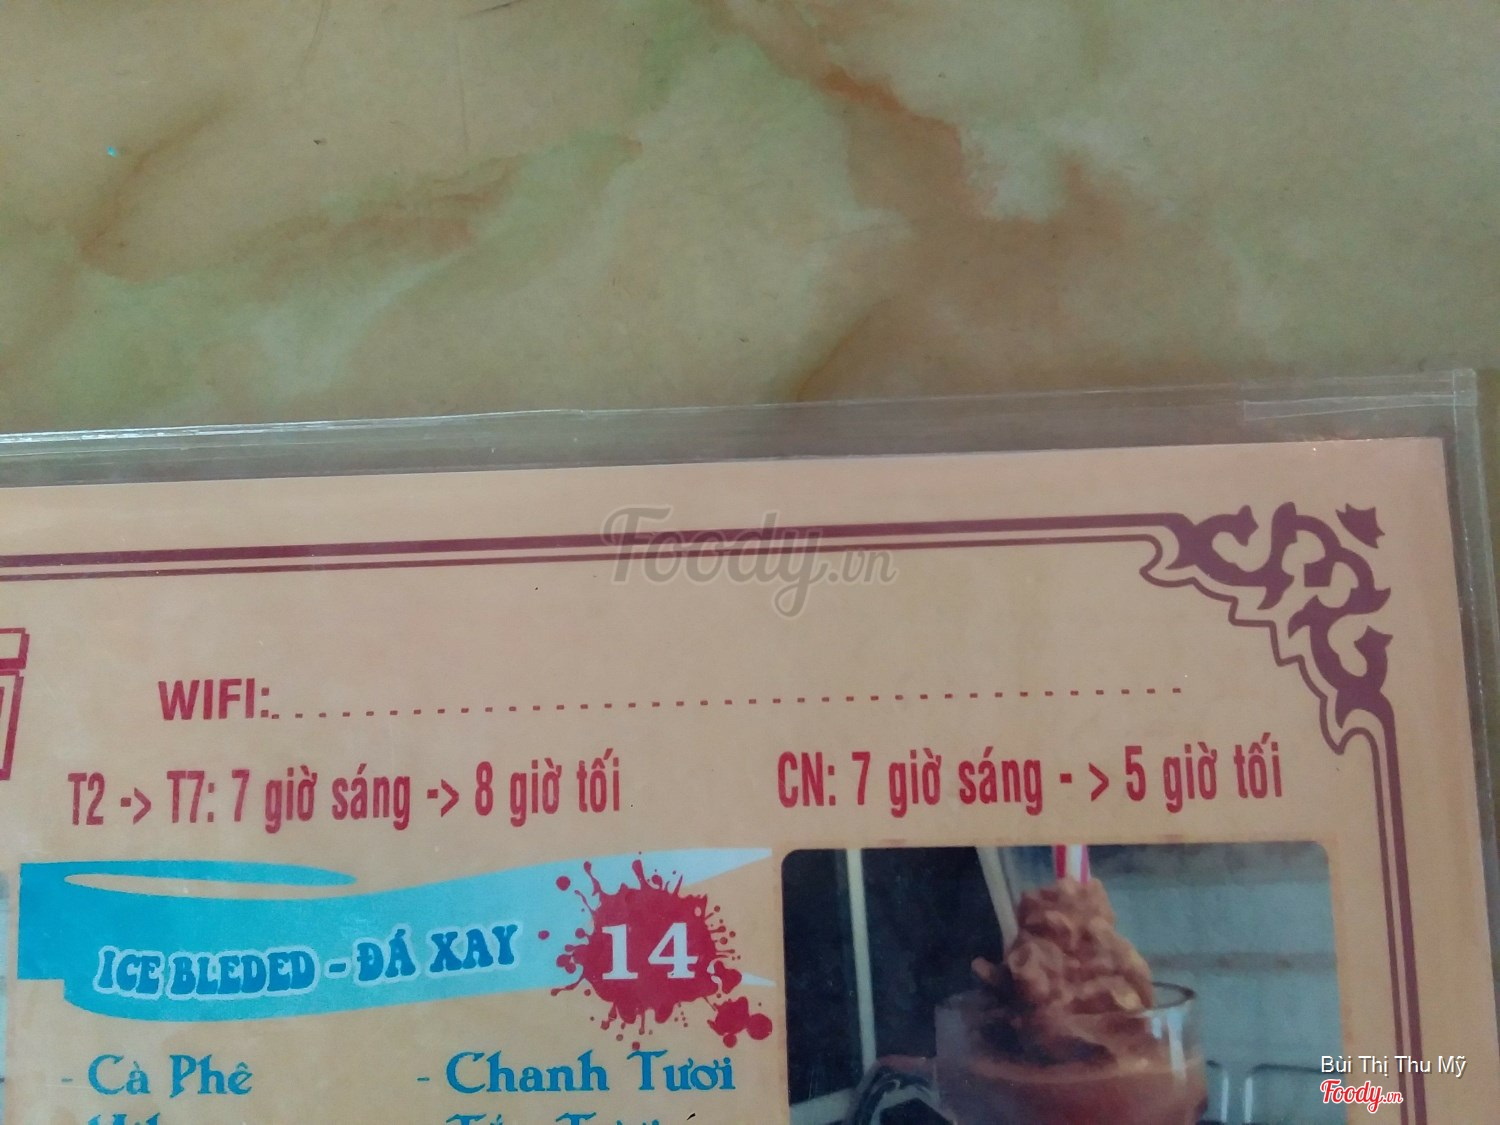 Foody.vn
WIFI:..........................................
T2 -> T7: 7 giờ sáng -> 8 giờ tối
CN: 7 giờ sáng - > 5 giờ tối
ICE BLEDED - ĐÁ XAY
14
- Cà Phê
- Chanh Tươi
Bùi Thị Thu Mỹ
Foody.vn